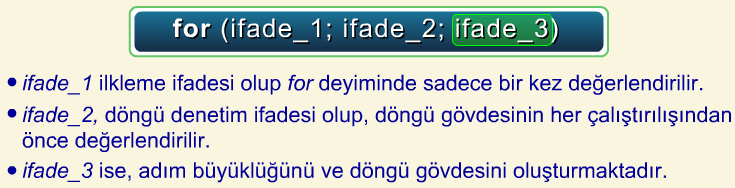 for (ifade_1; ifade_2; ifade_3)
• ifade_1 ilkleme ifadesi olup for deyiminde sadece bir kez değerlendirilir.
• ifade_2, döngü denetim ifadesi olup, döngü gövdesinin her çalıştırılışından
önce değerlendirilir.
• ifade_3 ise, adım büyüklüğünü ve döngü gövdesini oluşturmaktadır.